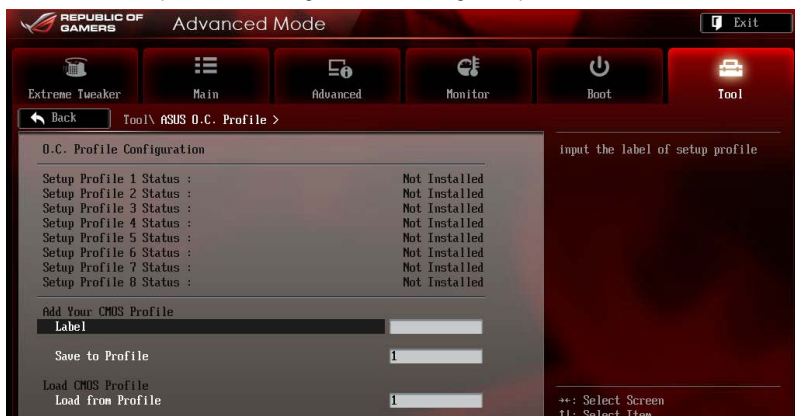 REPUBLIC OF GAMERS
Advanced Mode
Exit
Extreme Tweaker
Main
Advanced
Monitor
Boot
Tool
Back
Tool\ ASUS O.C. Profile >
O.C. Profile Configuration
input the label of setup profile
Setup Profile 1 Status : Not Installed
Setup Profile 2 Status : Not Installed
Setup Profile 3 Status : Not Installed
Setup Profile 4 Status : Not Installed
Setup Profile 5 Status : Not Installed
Setup Profile 6 Status : Not Installed
Setup Profile 7 Status : Not Installed
Setup Profile 8 Status : Not Installed
Add Your CMOS Profile
Label
Save to Profile 1
Load CMOS Profile
Load from Profile 1
→←: Select Screen
↑↓: Select Item